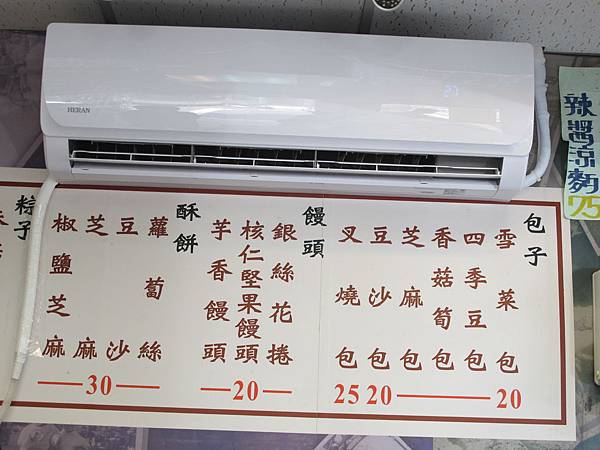 HERAN
辣醬涼麵
75
包子
雪菜包
四季豆包
香菇筍包
芝麻包
豆沙包
20 20
叉燒包
25
饅頭
銀絲花捲
核仁堅果饅頭
芋香饅頭
20
酥餅
蘿蔔絲
豆沙
芝麻
椒鹽芝麻
30
粽子